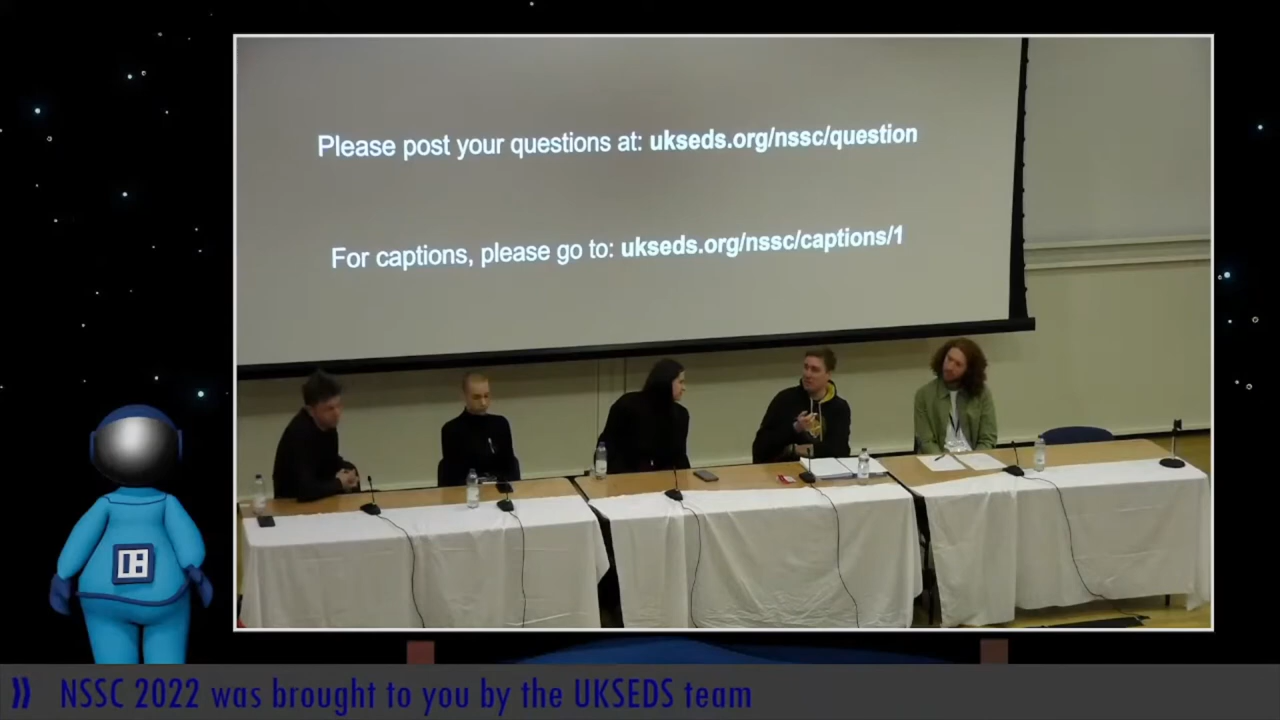 Please post your questions at: ukseds.org/nssc/question
For captions, please go to: ukseds.org/nssc/captions/1
NSSC 2022 was brought to you by the UKSEDS team